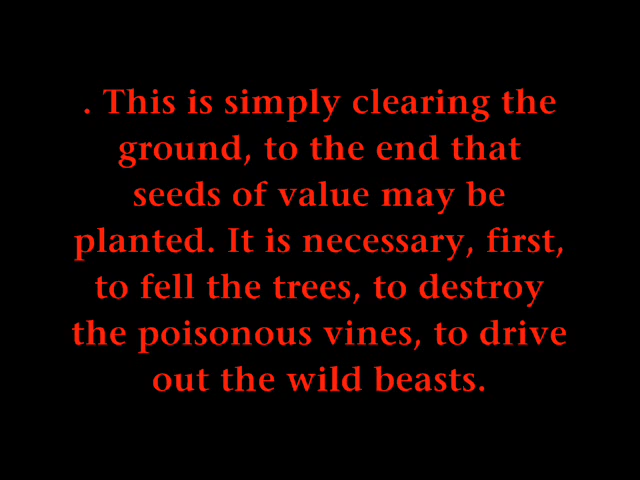 . This is simply clearing the
ground, to the end that
seeds of value may be
planted. It is necessary, first,
to fell the trees, to destroy
the poisonous vines, to drive
out the wild beasts.